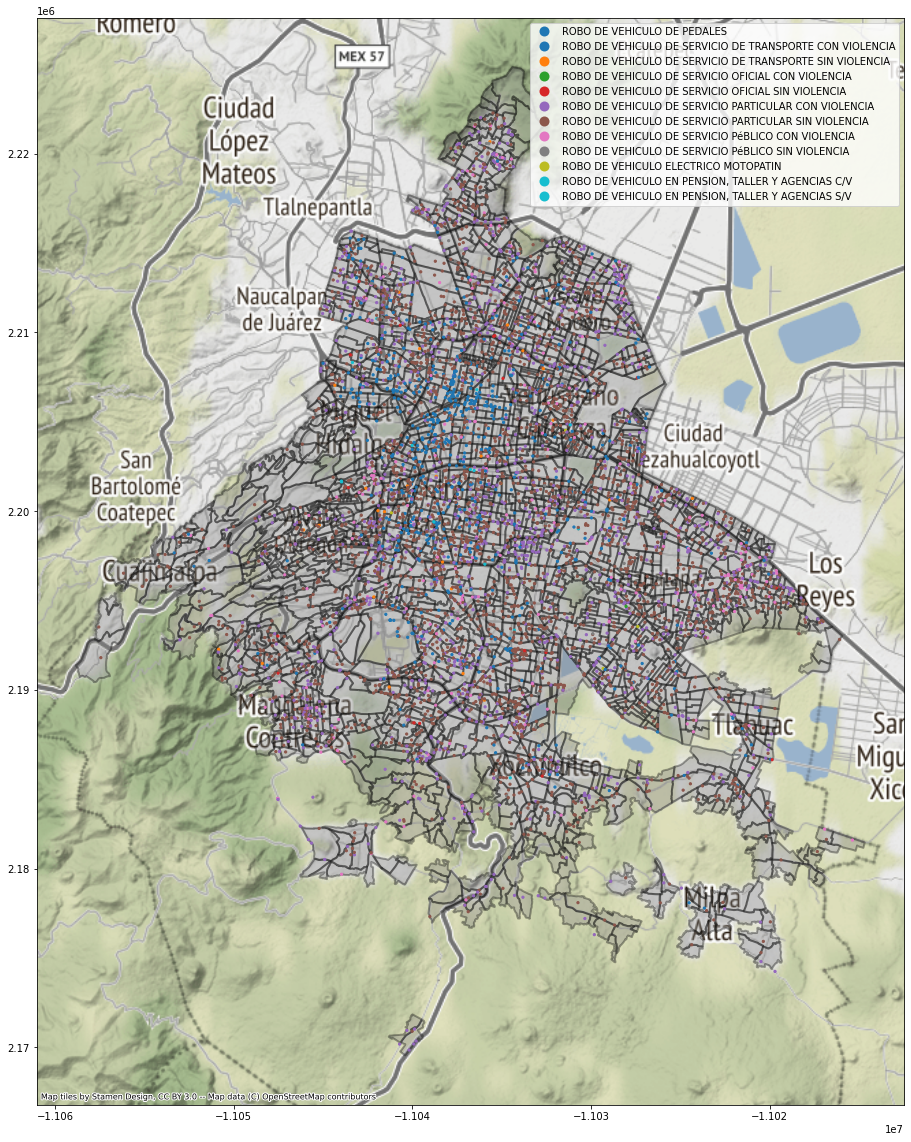 1e6
Romero
MEX 57
ROBO DE VEHICULO DE PEDALES
ROBO DE VEHICULO DE SERVICIO DE TRANSPORTE CON VIOLENCIA
ROBO DE VEHICULO DE SERVICIO DE TRANSPORTE SIN VIOLENCIA
ROBO DE VEHICULO DE SERVICIO OFICIAL CON VIOLENCIA
ROBO DE VEHICULO DE SERVICIO OFICIAL SIN VIOLENCIA
ROBO DE VEHICULO DE SERVICIO PARTICULAR CON VIOLENCIA
ROBO DE VEHICULO DE SERVICIO PARTICULAR SIN VIOLENCIA
ROBO DE VEHICULO DE SERVICIO PéBLICO CON VIOLENCIA
ROBO DE VEHICULO DE SERVICIO PéBLICO SIN VIOLENCIA
ROBO DE VEHICULO ELECTRICO MOTOPATIN
ROBO DE VEHICULO EN PENSION, TALLER Y AGENCIAS C/V
ROBO DE VEHICULO EN PENSION, TALLER Y AGENCIAS S/V
Ciudad
López
Mateos
2.22
Tlalnepantla
Naucalpan
de Juárez
2.21
Miguel
Hidalgo
Venustiano
Ciudad
Nezahualcoyotl
San
Bartolomé
Coatepec
2.20
Cuajimalpa
Los
Reyes
2.19
Magdalena
Tláhuac
San
Migu
Xico
Xochimilco
2.18
Milpa
Alta
2.17
Map tiles by Stamen Design, CC BY 3.0 -- Map data (C) OpenStreetMap contributors
−1.106
−1.105
−1.104
−1.103
−1.102
1e7